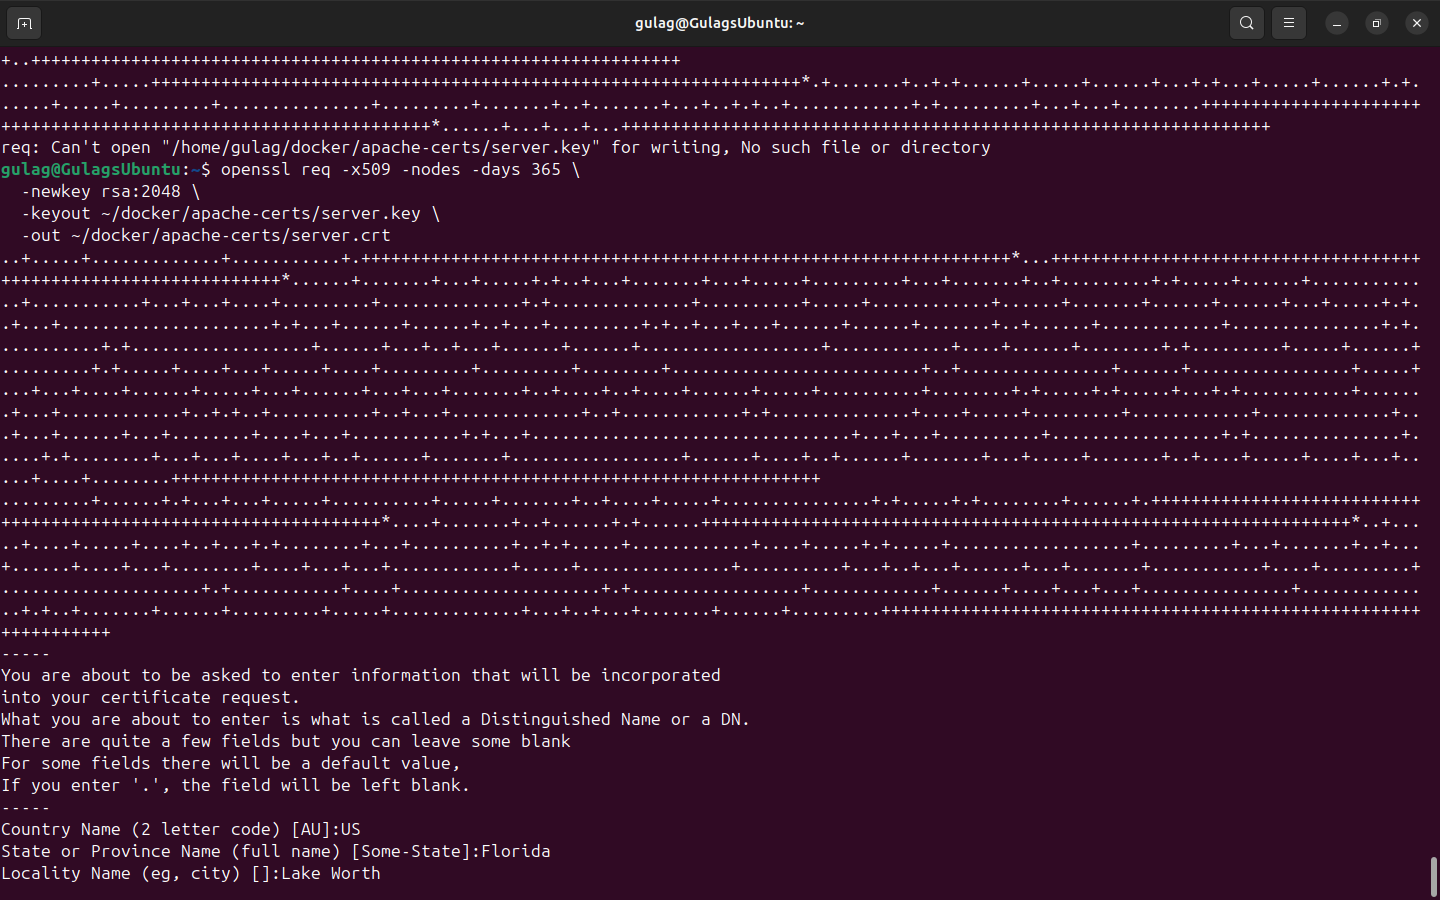 gulag@GulagsUbuntu: ~
req: Can't open "/home/gulag/docker/apache-certs/server.key" for writing, No such file or directory
gulag@GulagsUbuntu:~$ openssl req -x509 -nodes -days 365 \
-newkey rsa:2048 \
-keyout ~/docker/apache-certs/server.key \
-out ~/docker/apache-certs/server.crt
-----
You are about to be asked to enter information that will be incorporated
into your certificate request.
What you are about to enter is what is called a Distinguished Name or a DN.
There are quite a few fields but you can leave some blank
For some fields there will be a default value,
If you enter '.', the field will be left blank.
-----
Country Name (2 letter code) [AU]:US
State or Province Name (full name) [Some-State]:Florida
Locality Name (eg, city) []:Lake Worth